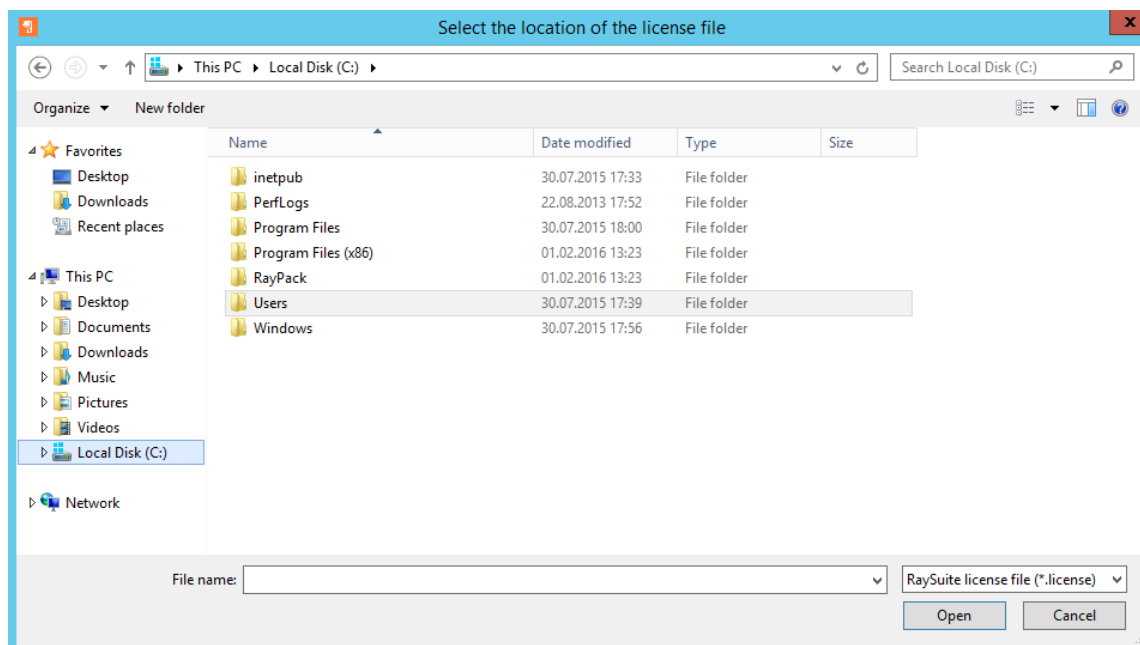 Select the location of the license file
x
This PC Local Disk (C:)
Search Local Disk (C:)
Organize New folder
Favorites
Desktop
Downloads
Recent places
This PC
Desktop
Documents
Downloads
Music
Pictures
Videos
Local Disk (C:)
Network
Name Date modified Type Size
inetpub 30.07.2015 17:33 File folder
PerfLogs 22.08.2013 17:52 File folder
Program Files 30.07.2015 18:00 File folder
Program Files (x86) 01.02.2016 13:23 File folder
RayPack 01.02.2016 13:23 File folder
Users 30.07.2015 17:39 File folder
Windows 30.07.2015 17:56 File folder
File name: RaySuite license file (*.license)
Open Cancel